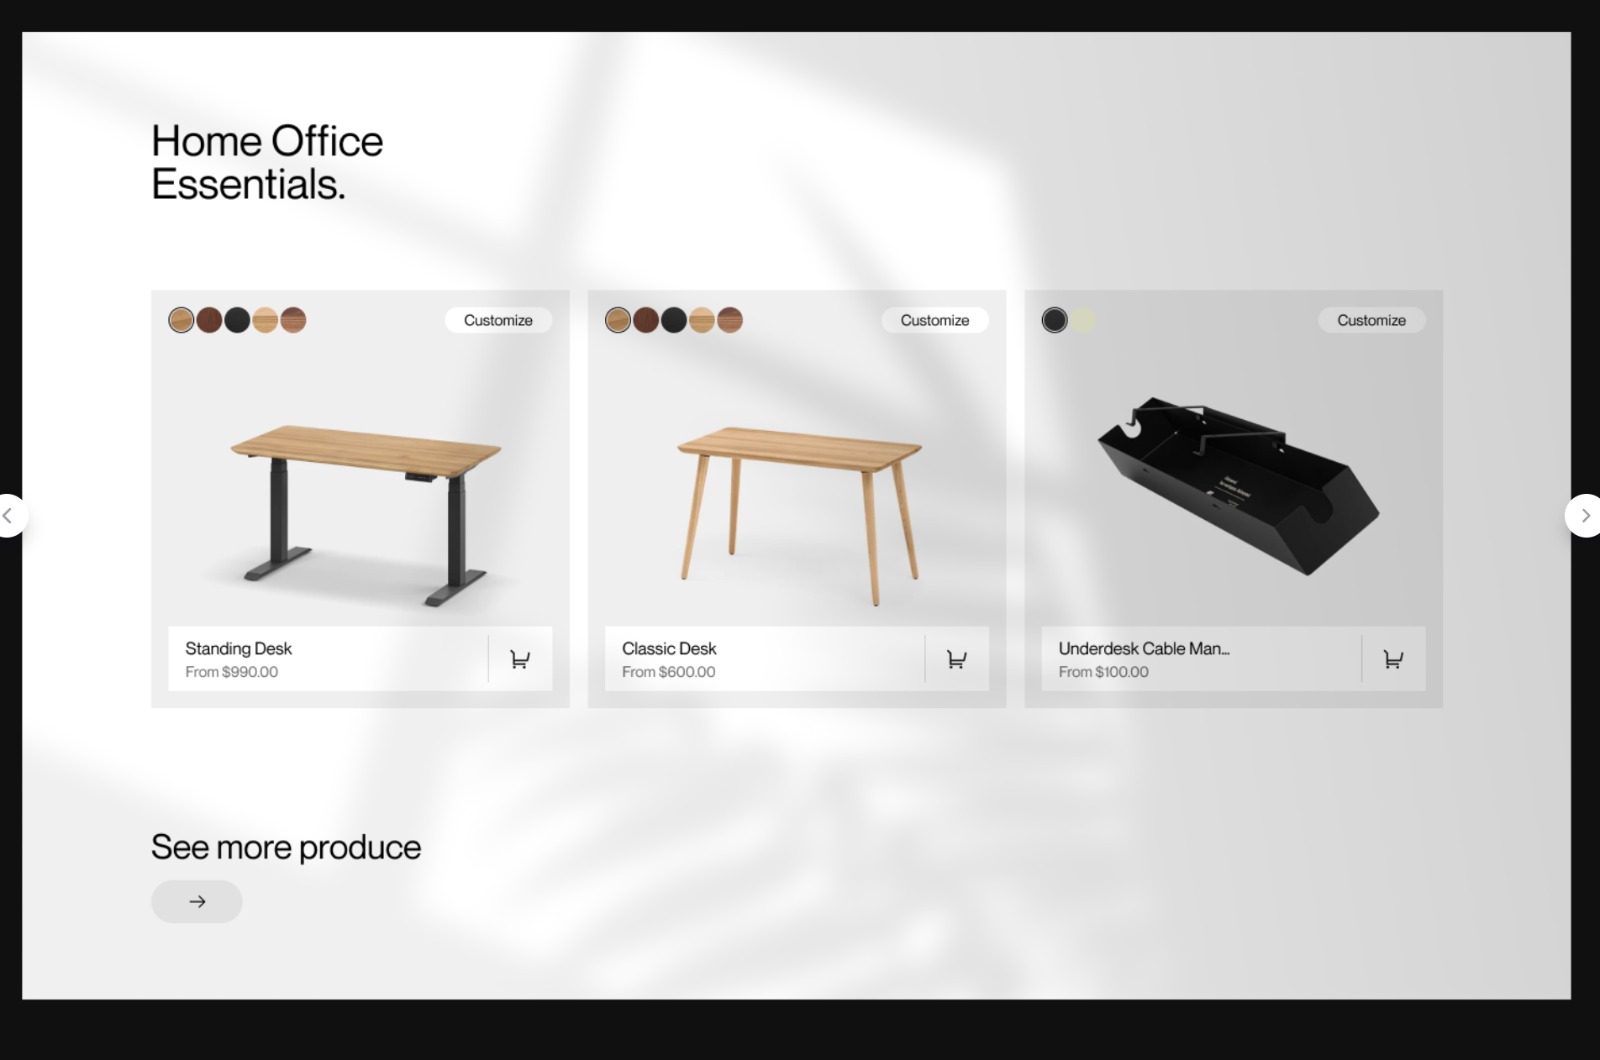 Home Office
Essentials.
Customize
Customize
Customize
Standing Desk
From $990.00
Classic Desk
From $600.00
Underdesk Cable Man...
From $100.00
See more produce